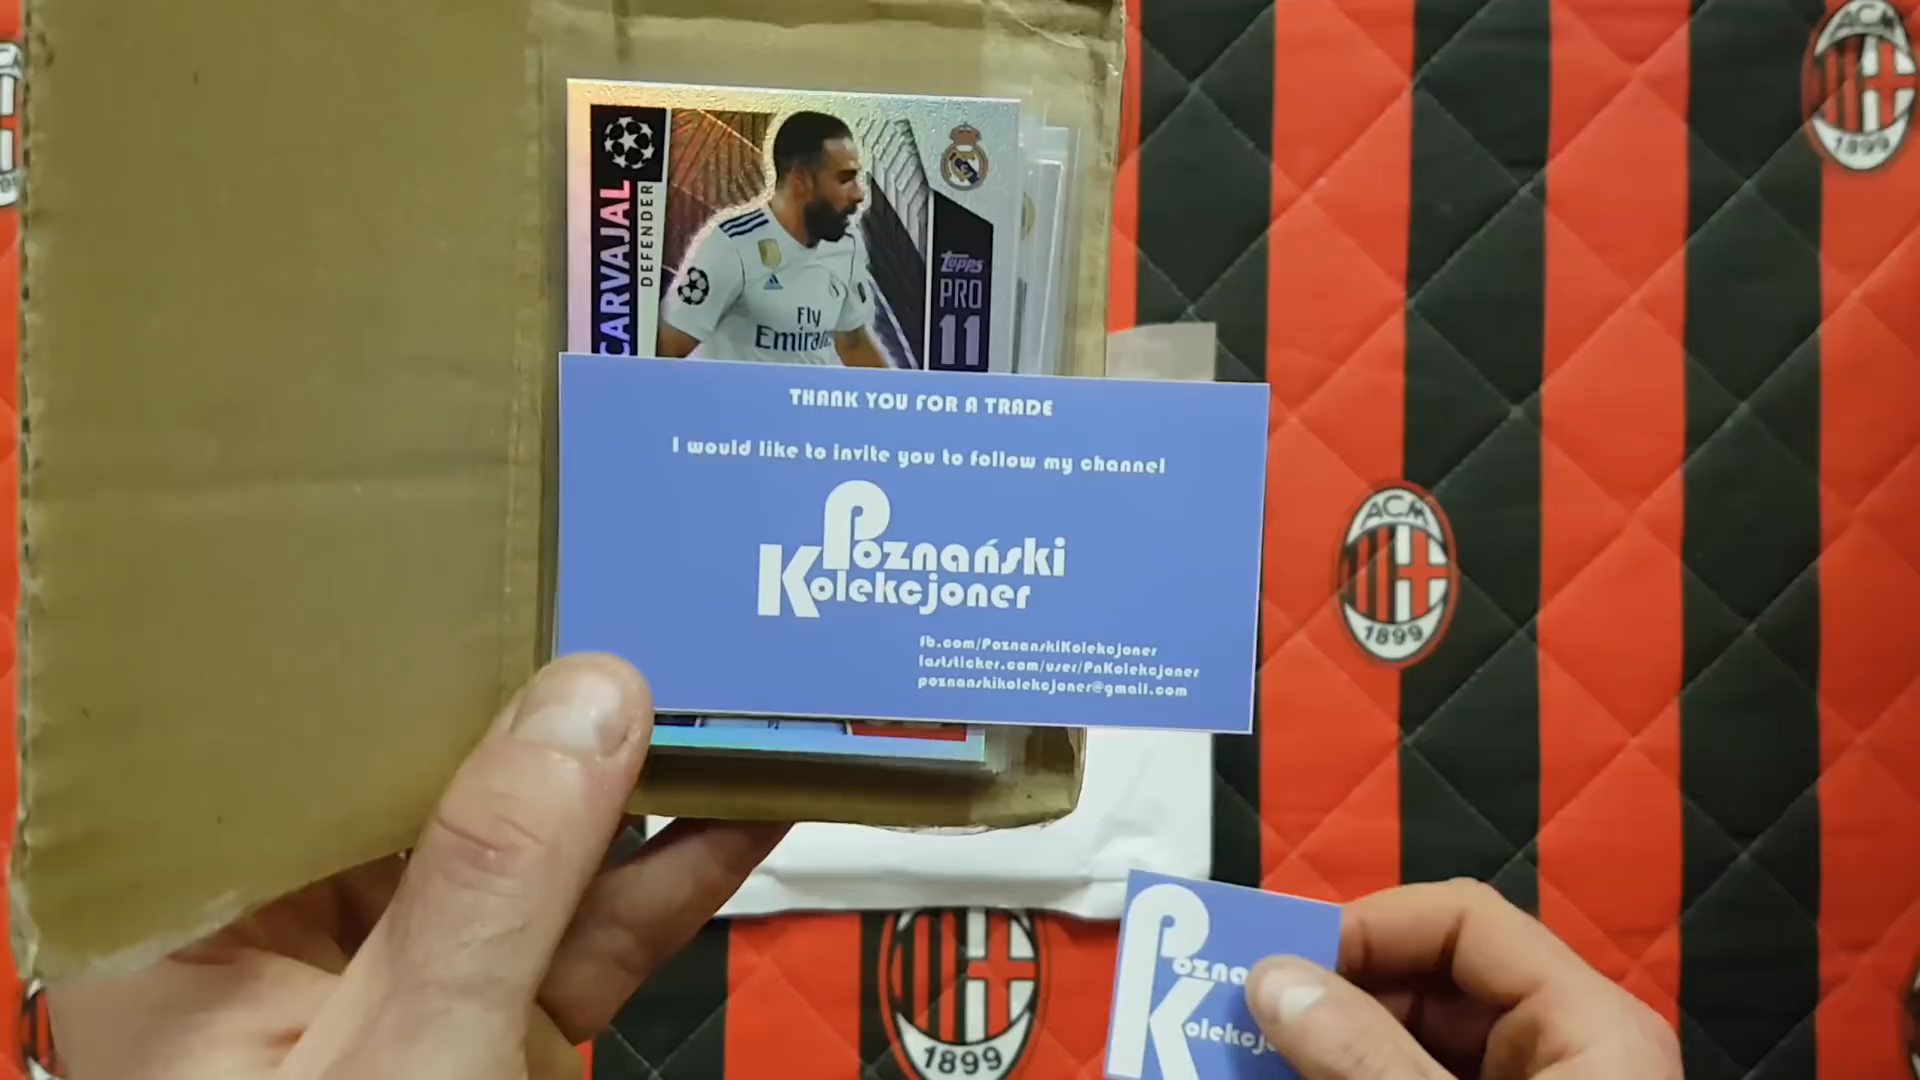 CARVAJAL
DEFENDER
Topps
PRO
11
Fly
Emirates
THANK YOU FOR A TRADE
I would like to invite you to follow my channel
Poznański
Kolekcjoner
fb.com/PoznanskiKolekcjoner
laststicker.com/user/PnKolekcjoner
poznanskikolekcjoner@gmail.com
ACM
1899
ACM
1899
1899
Pozna
Kolekcj